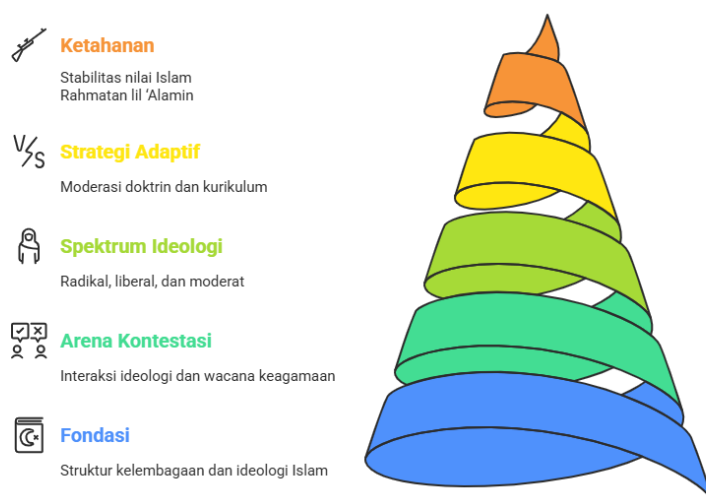 Ketahanan
Stabilitas nilai Islam
Rahmatan lil ‘Alamin
V/S
Strategi Adaptif
Moderasi doktrin dan kurikulum
Spektrum Ideologi
Radikal, liberal, dan moderat
Arena Kontestasi
Interaksi ideologi dan wacana keagamaan
Fondasi
Struktur kelembagaan dan ideologi Islam